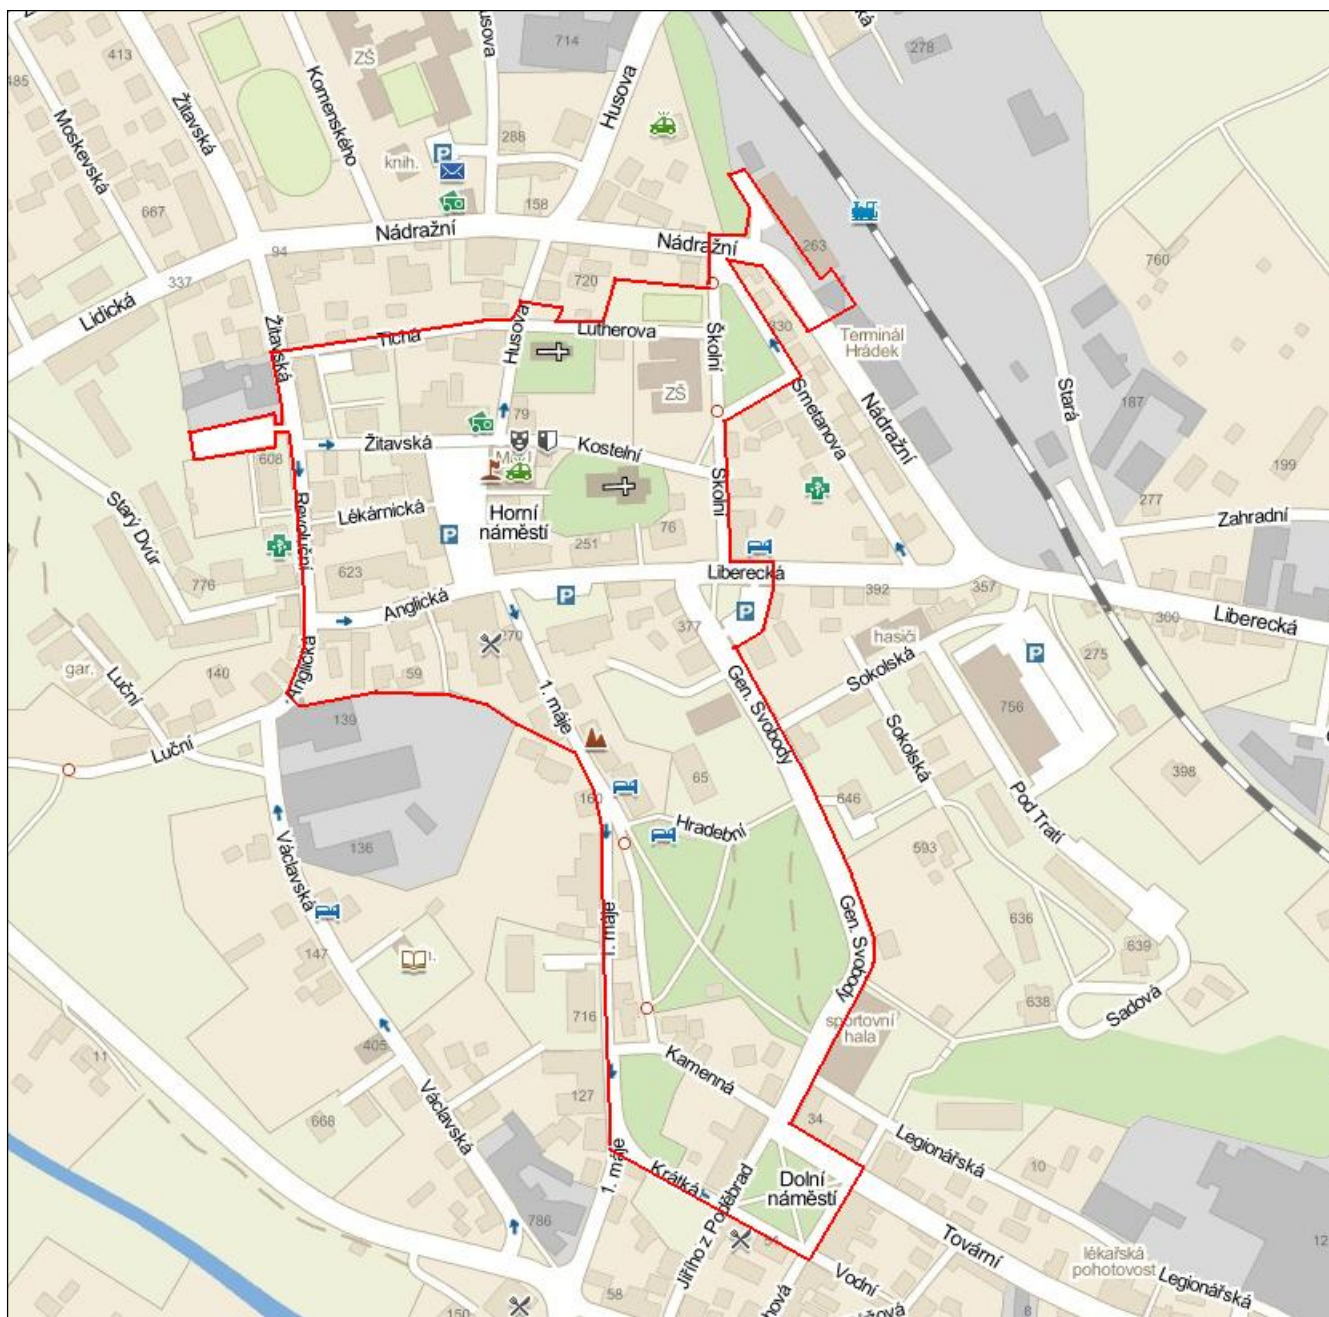 413
Žitavská
485
Moskevská
667
Komenského
ZŠ
knih.
Husova
714
Husova
288
158
278
Nádražní
Nádražní
94
337
Lidická
720
263
760
Žitavská
Tichá
Husova
Lutherova
Školní
330
Terminál
Hrádek
Stará
187
ZŠ
Smetanova
Nádražní
79
Žitavská
Kostelní
608
Školní
199
Starý Dvůr
Revoluční
Lékárnická
Horní
náměstí
76
251
277
Zahradní
776
623
Liberecká
392
357
300
Liberecká
Anglická
377
hasiči
270
gar.
140
59
Anglická
Luční
Luční
Sokolská
275
139
1. máje
Gen. Svobody
756
Sokolská
398
65
160
646
Hradební
Pod Tratí
136
593
Václavská
147
1. máje
Gen. Svobody
636
639
716
638
Sadová
sportovní
hala
405
11
Kamenná
127
34
Václavská
668
Legionářská
10
1. máje
Krátká
Dolní
náměstí
786
Jiřího z Poděbrad
Tovární
lékařská
pohotovost
Vodní
Legionářská
58
150
8